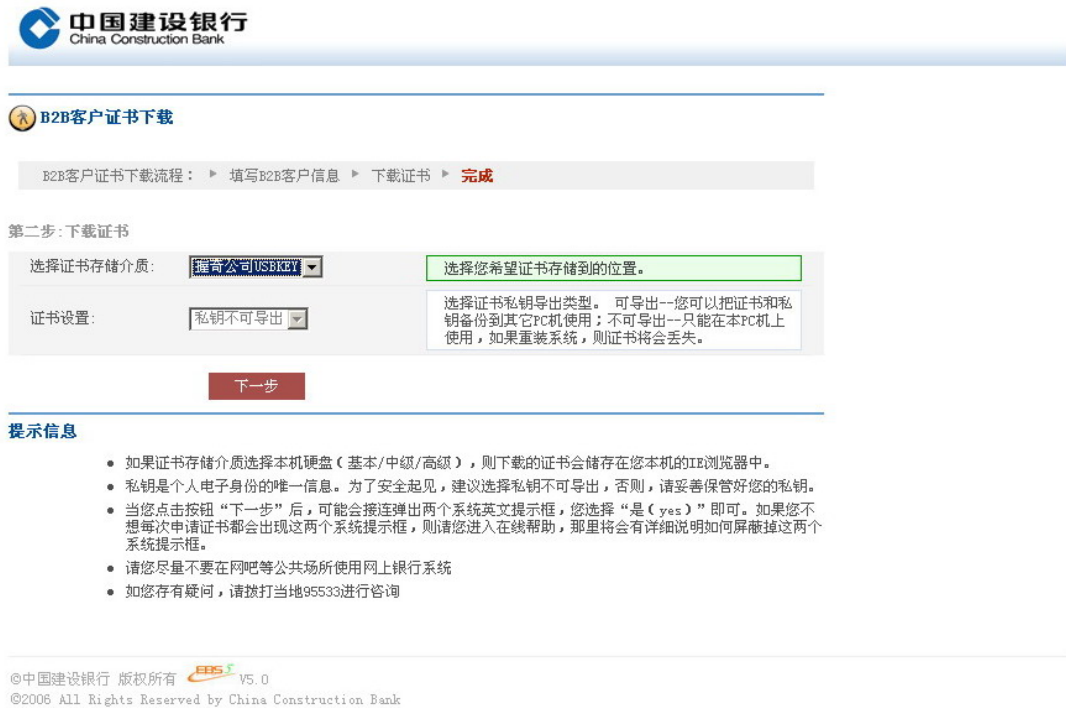 中国建设银行
China Construction Bank
B2B客户证书下载
B2B客户证书下载流程： 填写B2B客户信息 下载证书 完成
第二步:下载证书
选择证书存储介质: 握奇公司USBKEY 选择您希望证书存储到的位置。
证书设置: 私钥不可导出
选择证书私钥导出类型。 可导出--您可以把证书和私
钥备份到其它PC机使用；不可导出--只能在本PC机上
使用，如果重装系统，则证书将会丢失。
下一步
提示信息
如果证书存储介质选择本机硬盘(基本/中级/高级)，则下载的证书会储存在您本机的IE浏览器中。
私钥是个人电子身份的唯一信息。为了安全起见，建议选择私钥不可导出，否则，请妥善保管好您的私钥。
当您点击按钮“下一步”后，可能会接连弹出两个系统英文提示框，您选择“是(yes)”即可。如果您不
想每次申请证书都会出现这两个系统提示框，则请您进入在线帮助，那里将会有详细说明如何屏蔽掉这两个
系统提示框。
请您尽量不要在网吧等公共场所使用网上银行系统
如您存有疑问，请拨打当地95533进行咨询
©中国建设银行 版权所有 EBS5 V5.0
©2006 All Rights Reserved by China Construction Bank